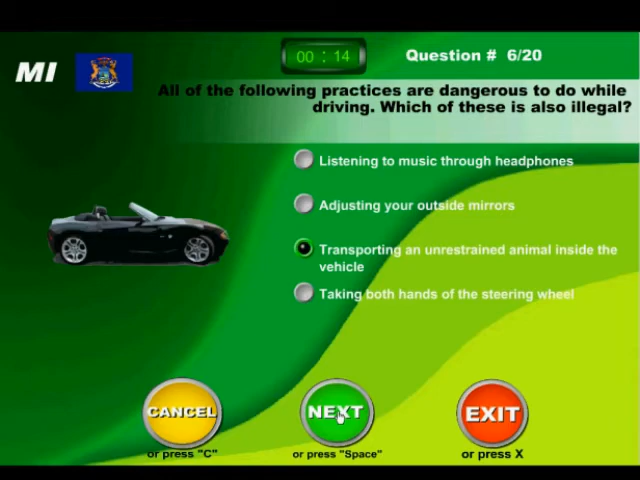 00 : 14
Question # 6/20
MI
All of the following practices are dangerous to do while
driving. Which of these is also illegal?
Listening to music through headphones
Adjusting your outside mirrors
Transporting an unrestrained animal inside the
vehicle
Taking both hands of the steering wheel
CANCEL
NEXT
EXIT
or press "C"
or press "Space"
or press X